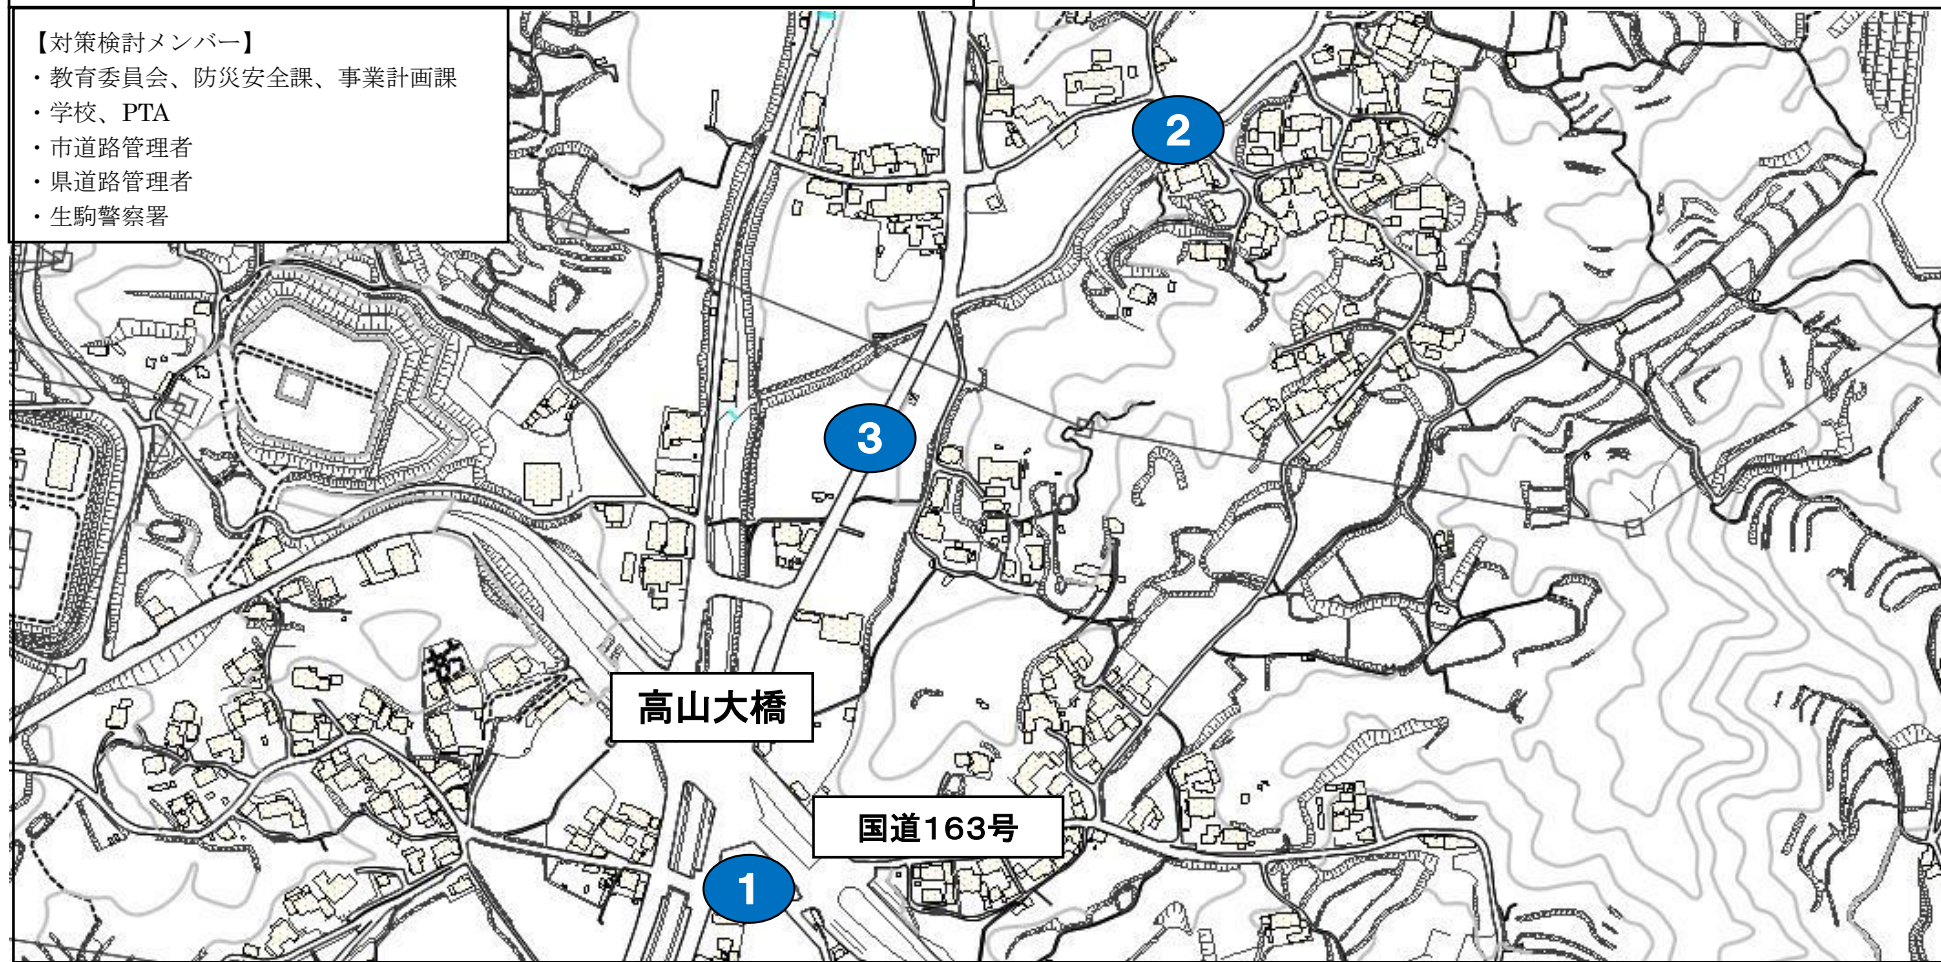 【対策検討メンバー】
・教育委員会、防災安全課、事業計画課
・学校、PTA
・市道路管理者
・県道路管理者
・生駒警察署
2
3
高山大橋
国道163号
1